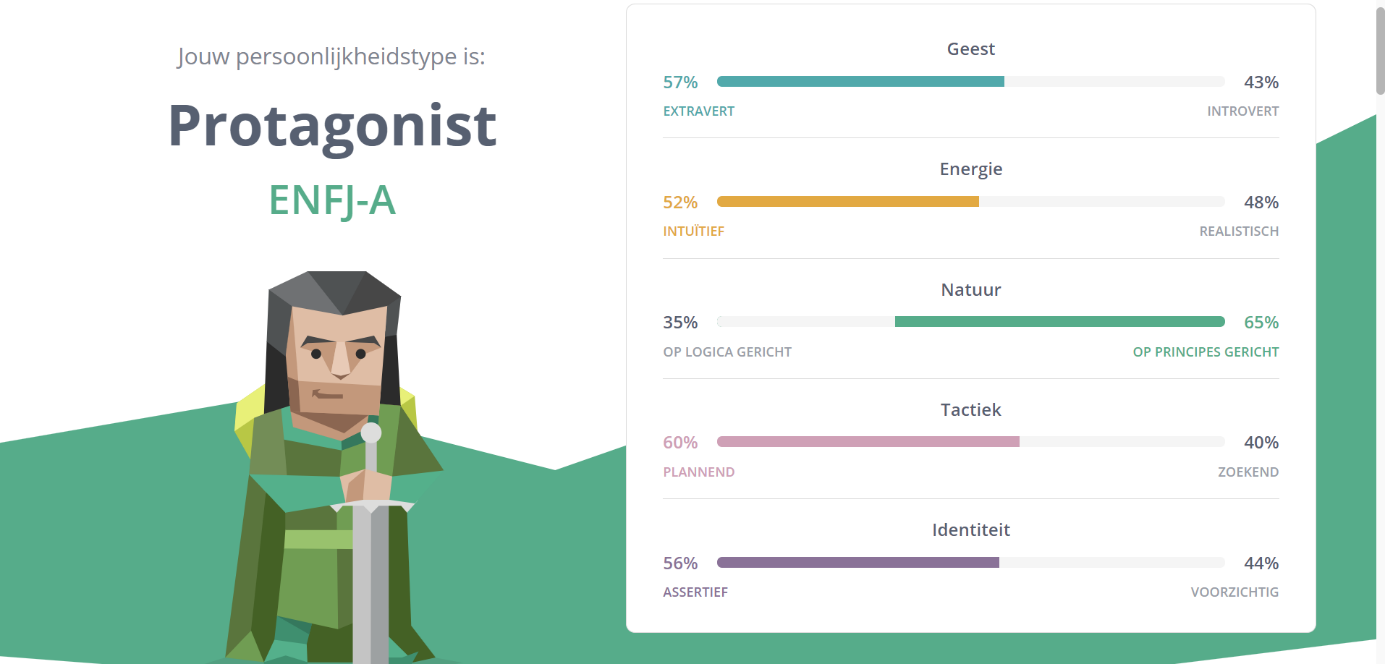 Jouw persoonlijkheidstype is:
Protagonist
ENFJ-A
Geest
57% 43%
EXTRAVERT INTROVERT
Energie
52% 48%
INTUÏTIEF REALISTISCH
Natuur
35% 65%
OP LOGICA GERICHT OP PRINCIPES GERICHT
Tactiek
60% 40%
PLANNEND ZOEKEND
Identiteit
56% 44%
ASSERTIEF VOORZICHTIG